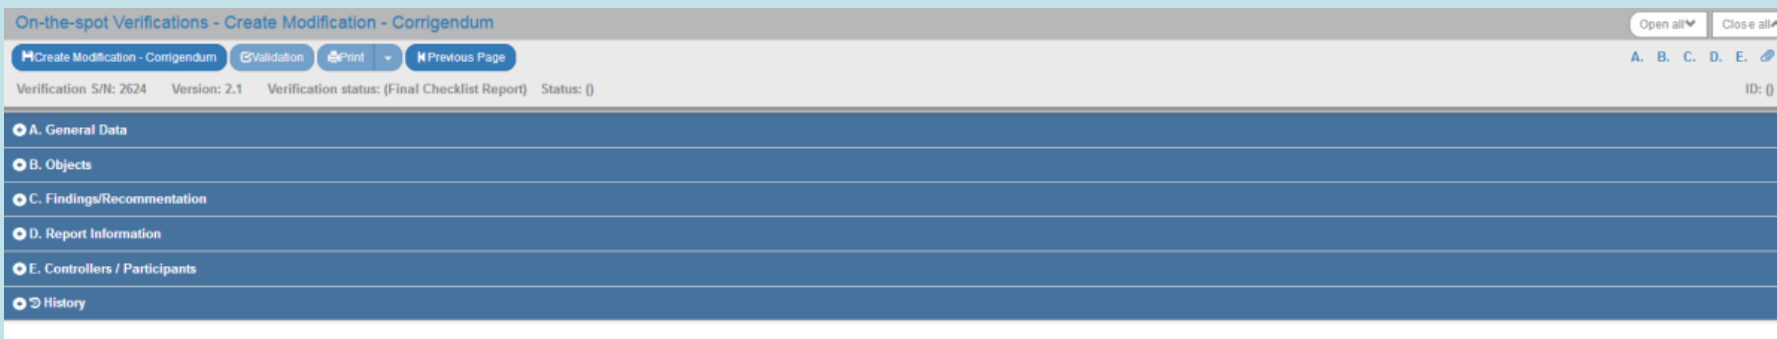 On-the-spot Verifications - Create Modification - Corrigendum
Open all
Close all
Create Modification - Corrigendum Validation Print Previous Page
A. B. C. D. E.
Verification S/N: 2624 Version: 2.1 Verification status: (Final Checklist Report) Status: ()
ID: ()
A. General Data
B. Objects
C. Findings/Recommentation
D. Report Information
E. Controllers / Participants
History